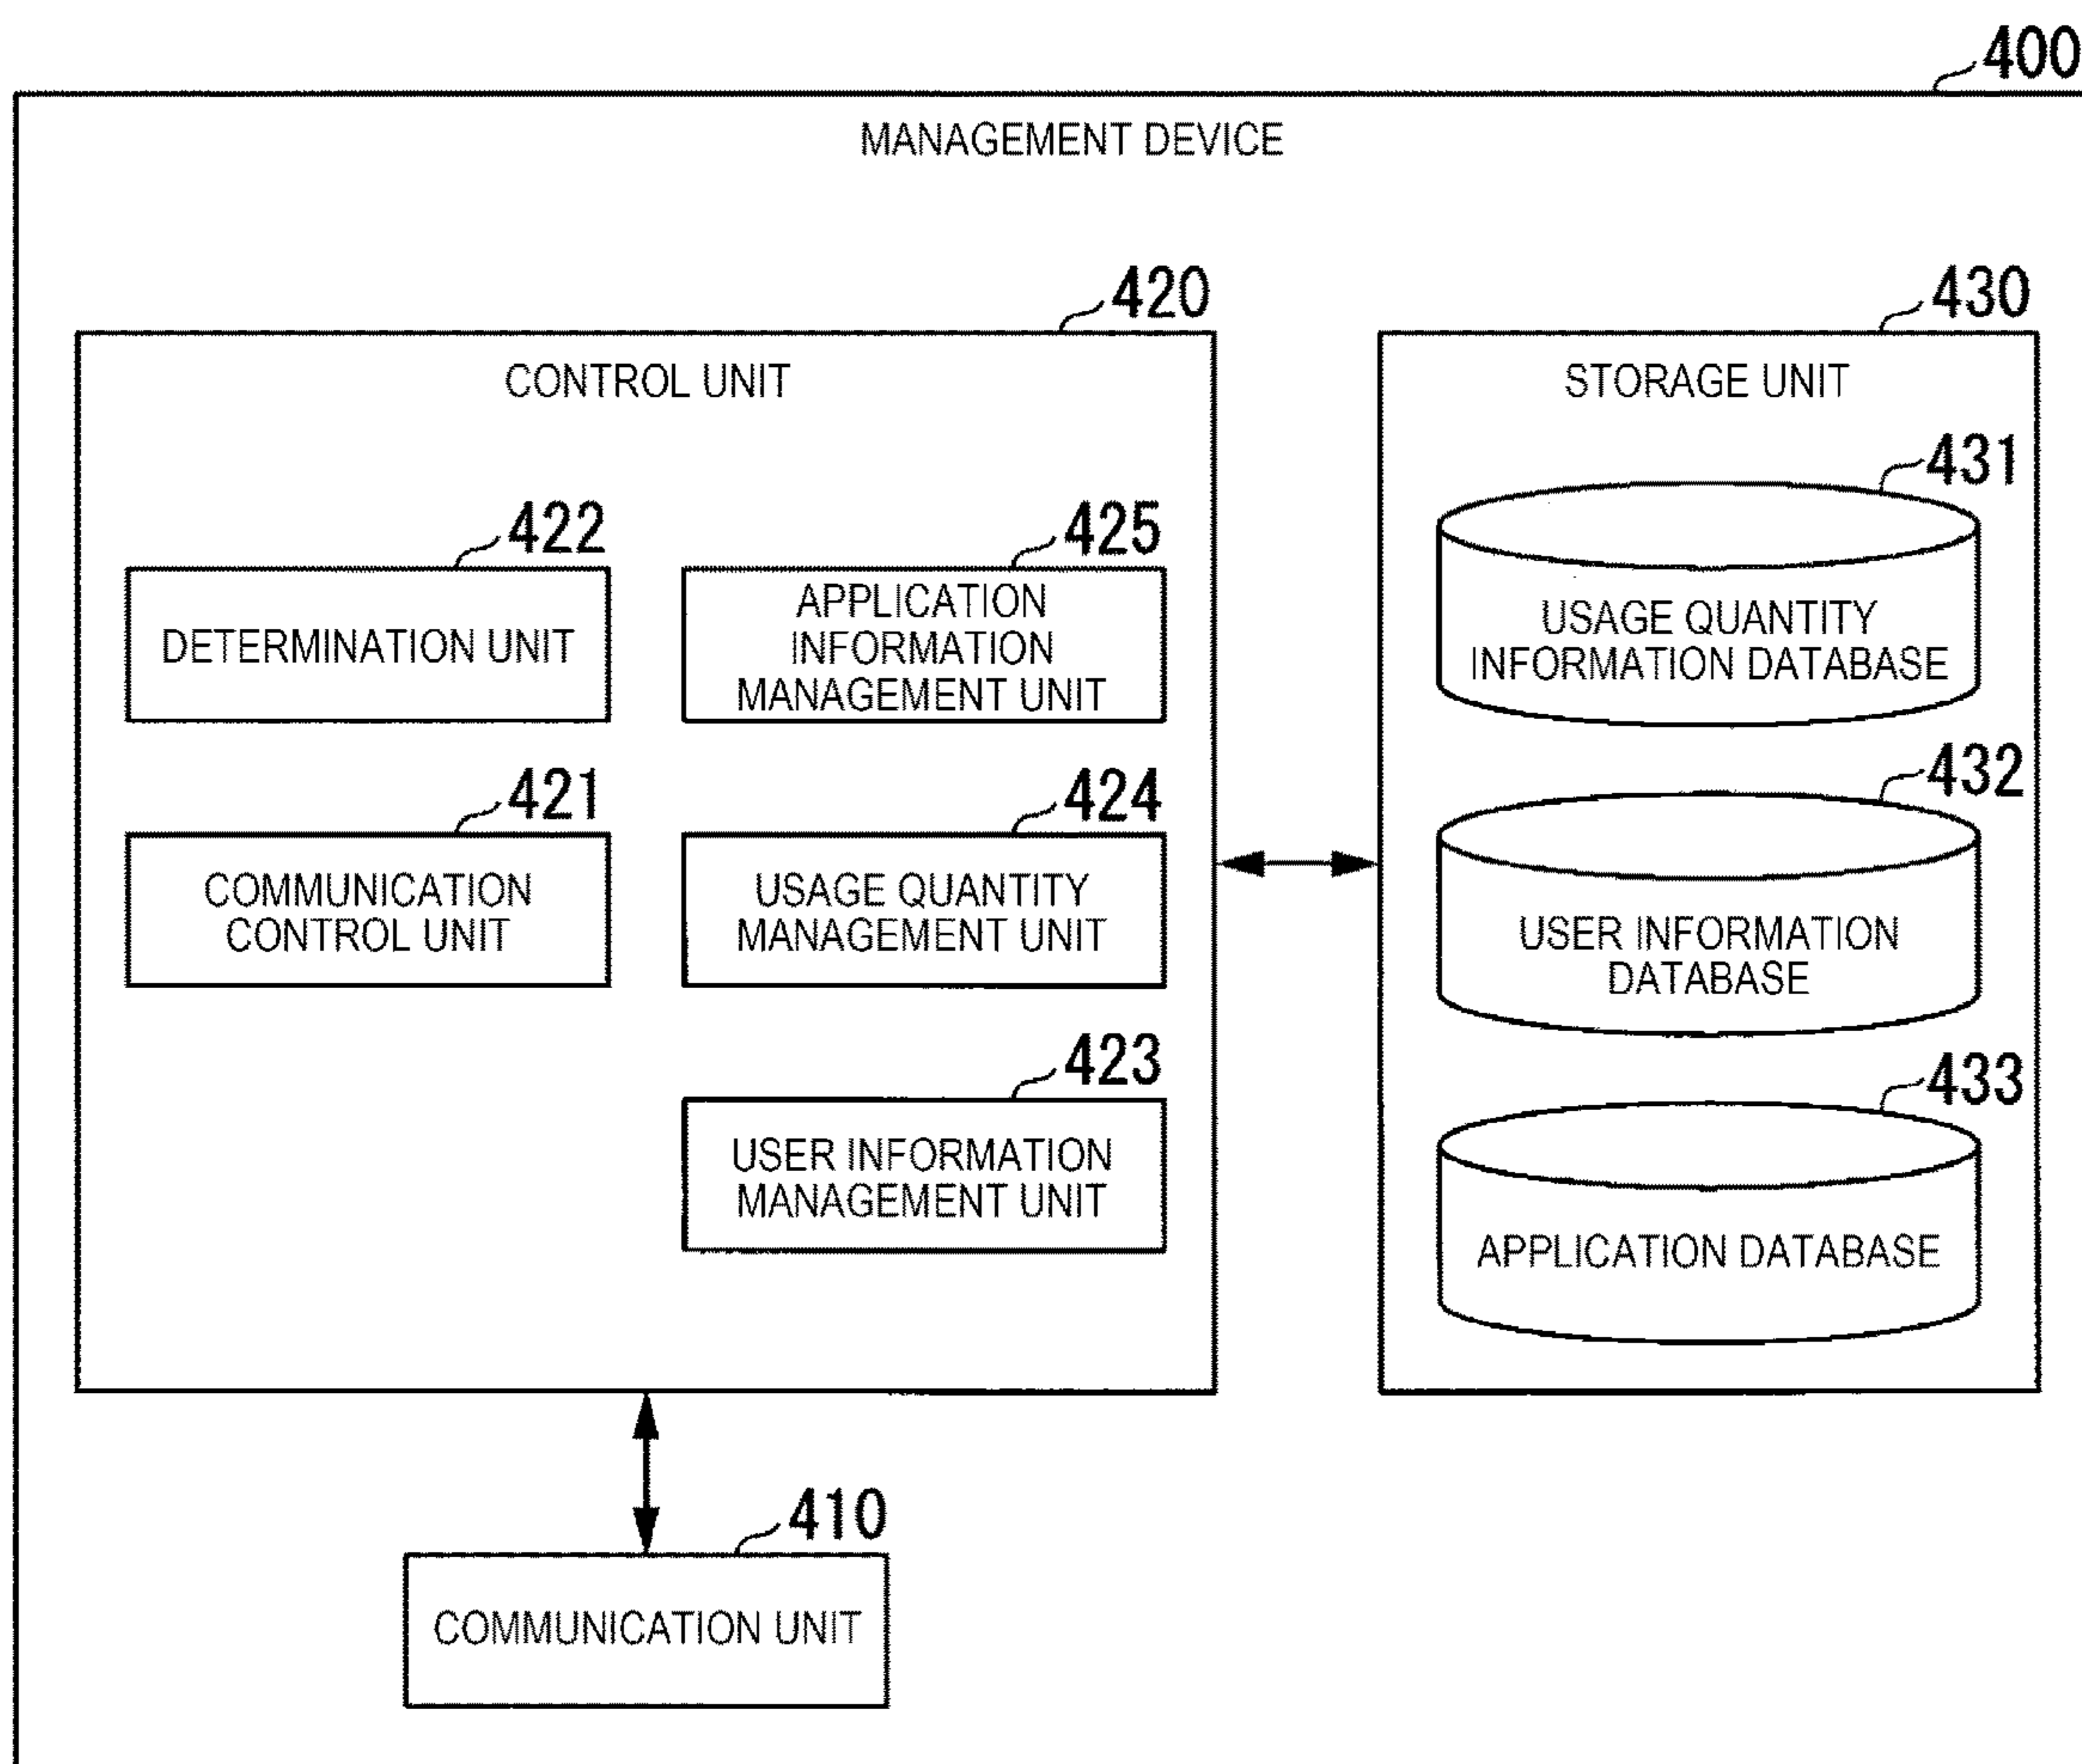 400
MANAGEMENT DEVICE
420
CONTROL UNIT
422
DETERMINATION UNIT
425
APPLICATION
INFORMATION
MANAGEMENT UNIT
421
COMMUNICATION
CONTROL UNIT
424
USAGE QUANTITY
MANAGEMENT UNIT
423
USER INFORMATION
MANAGEMENT UNIT
430
STORAGE UNIT
431
USAGE QUANTITY
INFORMATION DATABASE
432
USER INFORMATION
DATABASE
433
APPLICATION DATABASE
410
COMMUNICATION UNIT